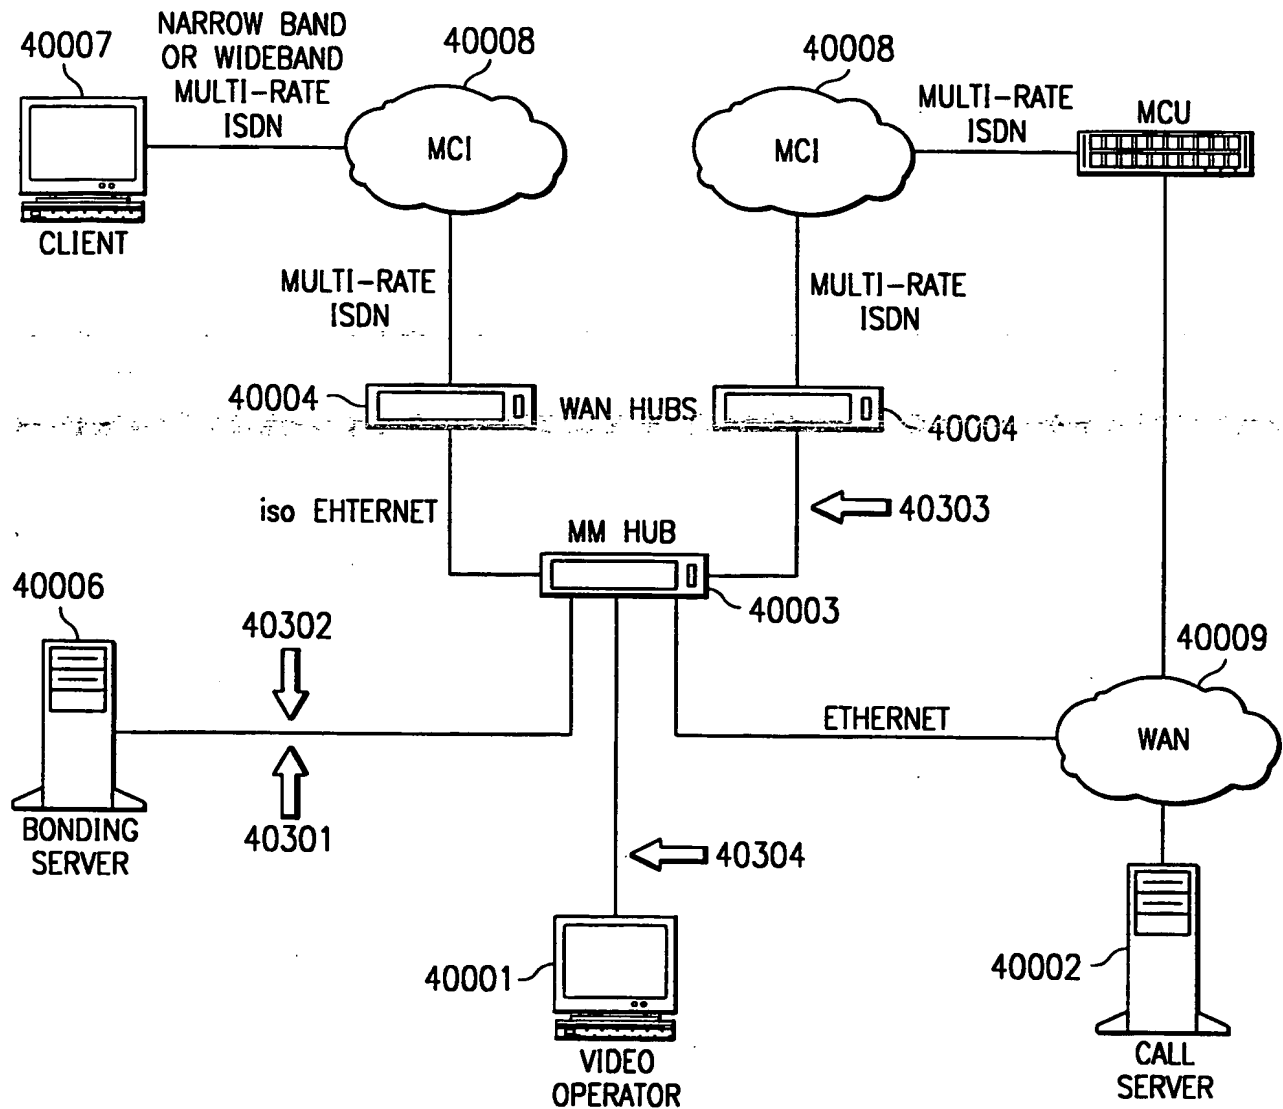 NARROW BAND
OR WIDEBAND
MULTI-RATE
ISDN
40007
40008
40008
MULTI-RATE
ISDN
MCU
MCI
MCI
CLIENT
MULTI-RATE
ISDN
MULTI-RATE
ISDN
40004
WAN HUBS
40004
iso EHTERNET
40303
MM HUB
40003
40006
40302
40009
ETHERNET
WAN
BONDING
SERVER
40301
40304
40001
40002
VIDEO
OPERATOR
CALL
SERVER